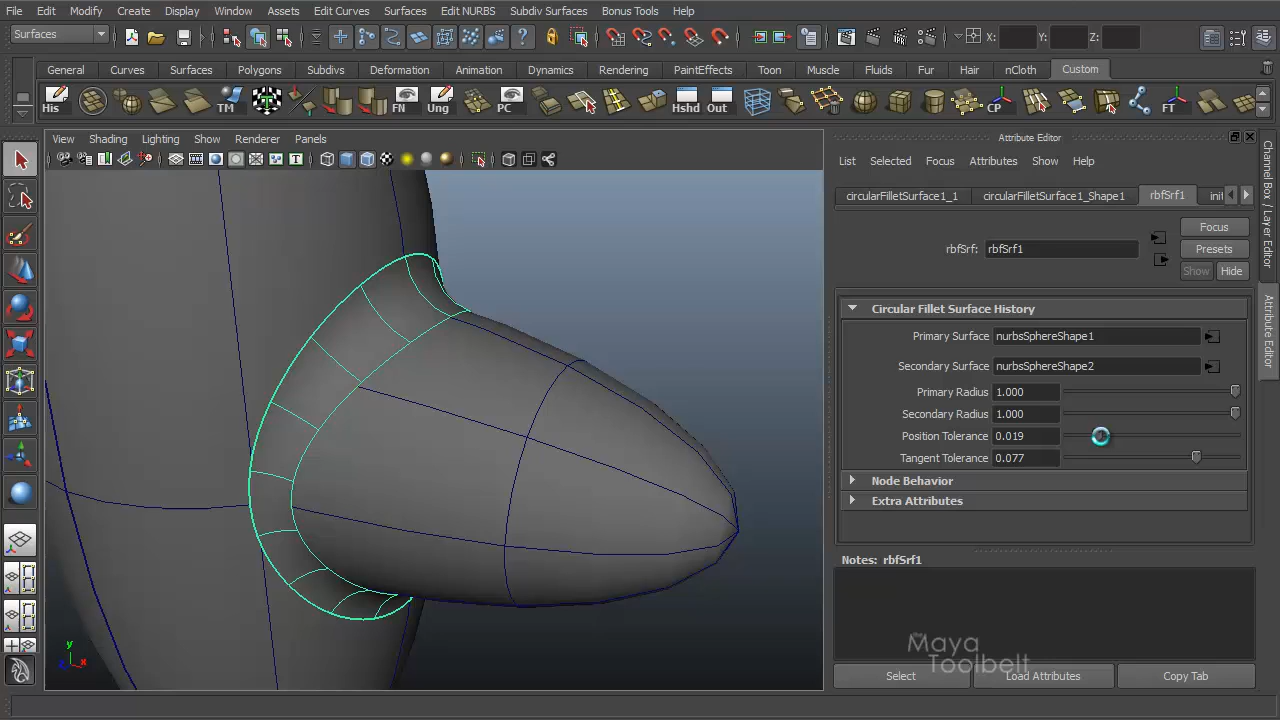 File Edit Modify Create Display Window Assets Edit Curves Surfaces Edit NURBS Subdiv Surfaces Bonus Tools Help
Surfaces X: Y: Z:
General Curves Surfaces Polygons Subdivs Deformation Animation Dynamics Rendering PaintEffects Toon Muscle Fluids Fur Hair nCloth Custom
His TM FN Ung PC Hshd Out CP FT
View Shading Lighting Show Renderer Panels
Attribute Editor
List Selected Focus Attributes Show Help
circularFilletSurface1_1 circularFilletSurface1_Shape1 rbfSrf1 init
Focus
rbfSrf: rbfSrf1 Presets
Show Hide
Circular Fillet Surface History
Primary Surface nurbsSphereShape1
Secondary Surface nurbsSphereShape2
Primary Radius 1.000
Secondary Radius 1.000
Position Tolerance 0.019
Tangent Tolerance 0.077
Node Behavior
Extra Attributes
Notes: rbfSrf1
the Maya Toolbelt
Select Load Attributes Copy Tab
Channel Box / Layer Editor
Attribute Editor
y
z x